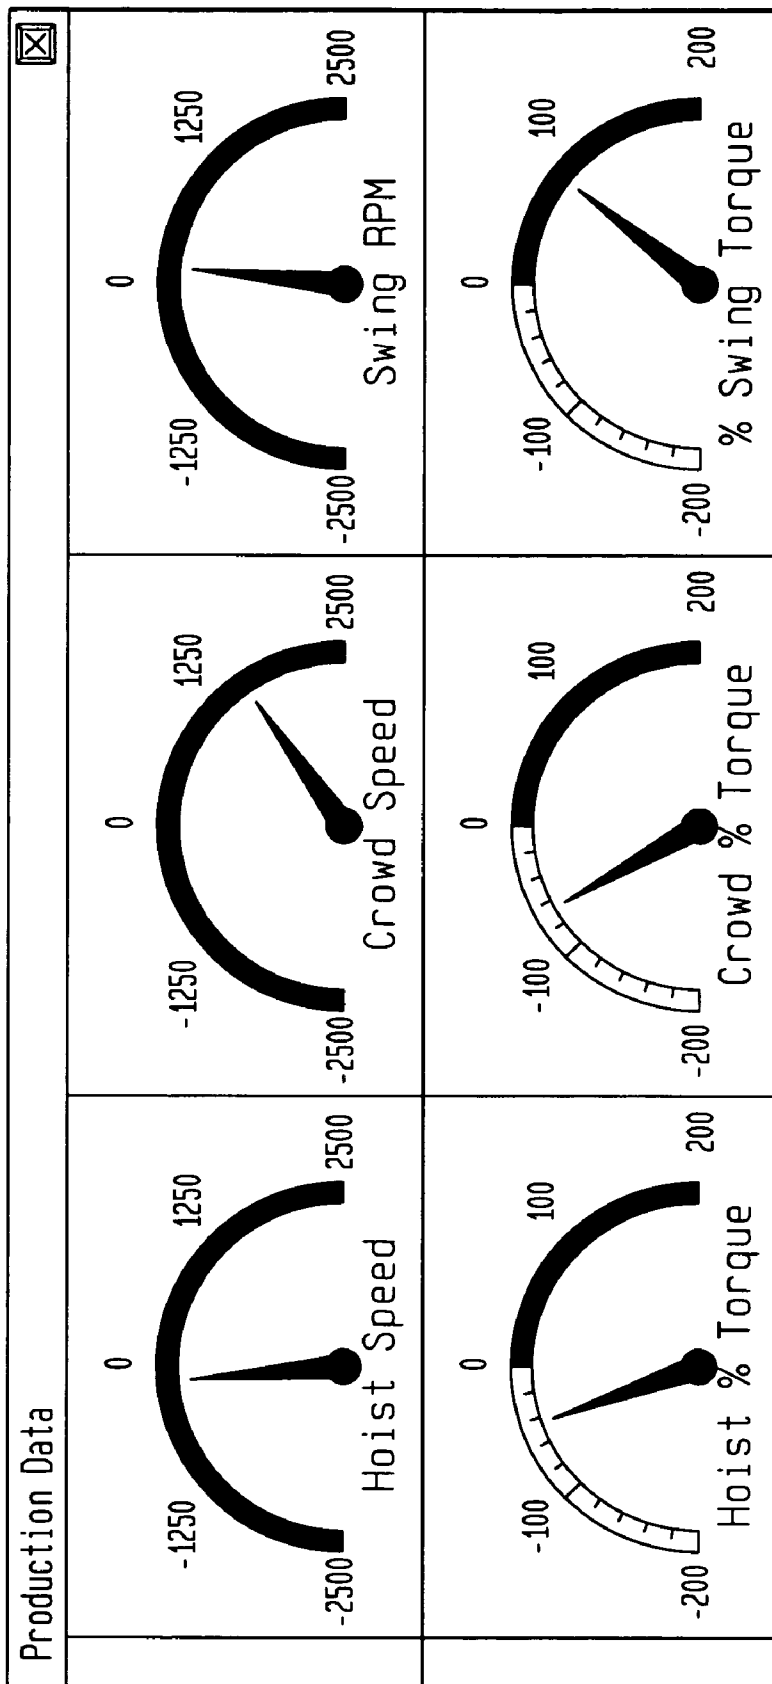 Production Data
0
-1250 1250
-2500 2500
Hoist Speed
0
-1250 1250
-2500 2500
Crowd Speed
0
-1250 1250
-2500 2500
Swing RPM
0
-100 100
-200 200
Hoist % Torque
0
-100 100
-200 200
Crowd % Torque
0
-100 100
-200 200
% Swing Torque